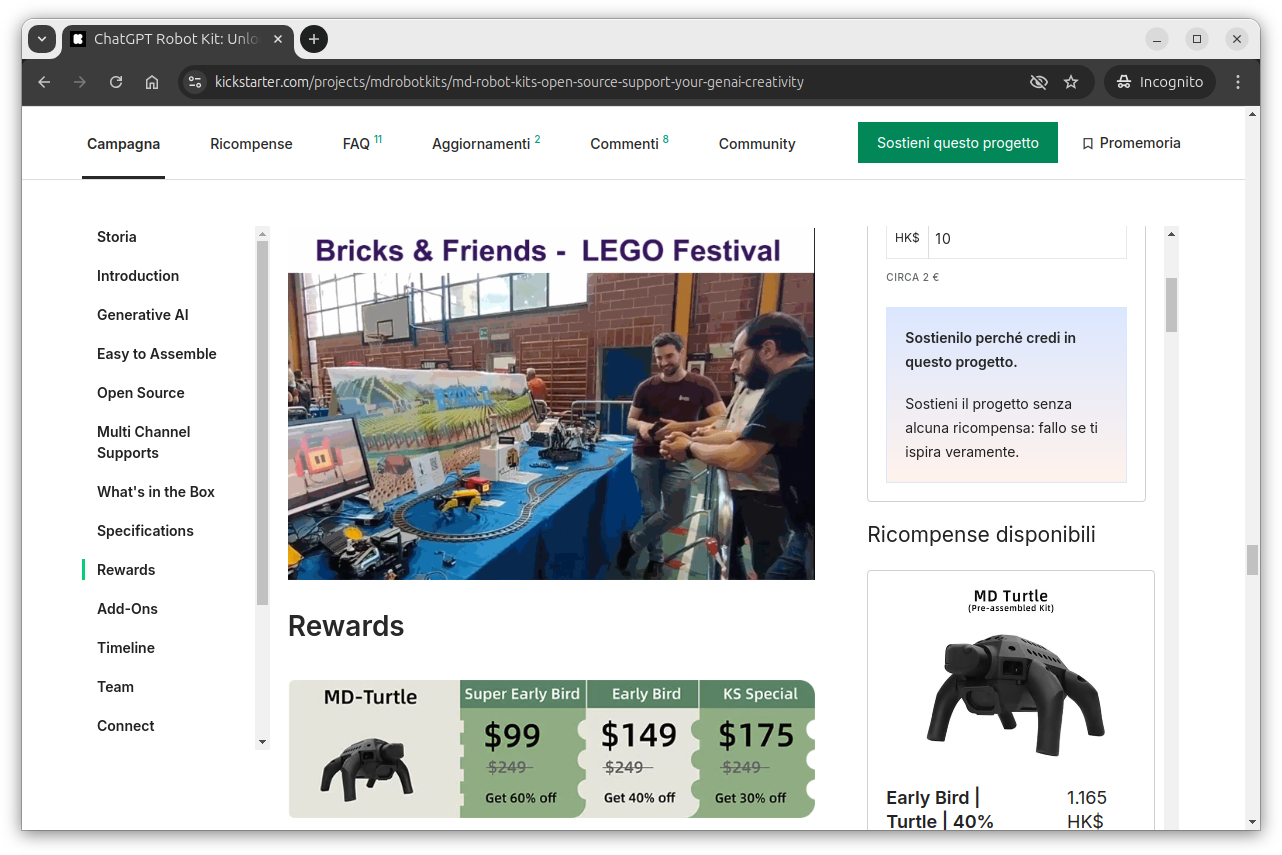 ChatGPT Robot Kit: Unlo
kickstarter.com/projects/mdrobotkits/md-robot-kits-open-source-support-your-genai-creativity
Incognito
Campagna
Ricompense
FAQ 11
Aggiornamenti 2
Commenti 8
Community
Sostieni questo progetto
Promemoria
Storia
Introduction
Generative AI
Easy to Assemble
Open Source
Multi Channel
Supports
What's in the Box
Specifications
Rewards
Add-Ons
Timeline
Team
Connect
Bricks & Friends - LEGO Festival
Rewards
MD-Turtle
Super Early Bird
Early Bird
KS Special
$99
$149
$175
$249
$249
$249
Get 60% off
Get 40% off
Get 30% off
HK$
10
CIRCA 2 €
Sostienilo perché credi in
questo progetto.
Sostieni il progetto senza
alcuna ricompensa: fallo se ti
ispira veramente.
Ricompense disponibili
MD Turtle
(Pre-assembled Kit)
Early Bird |
Turtle | 40%
1.165
HK$